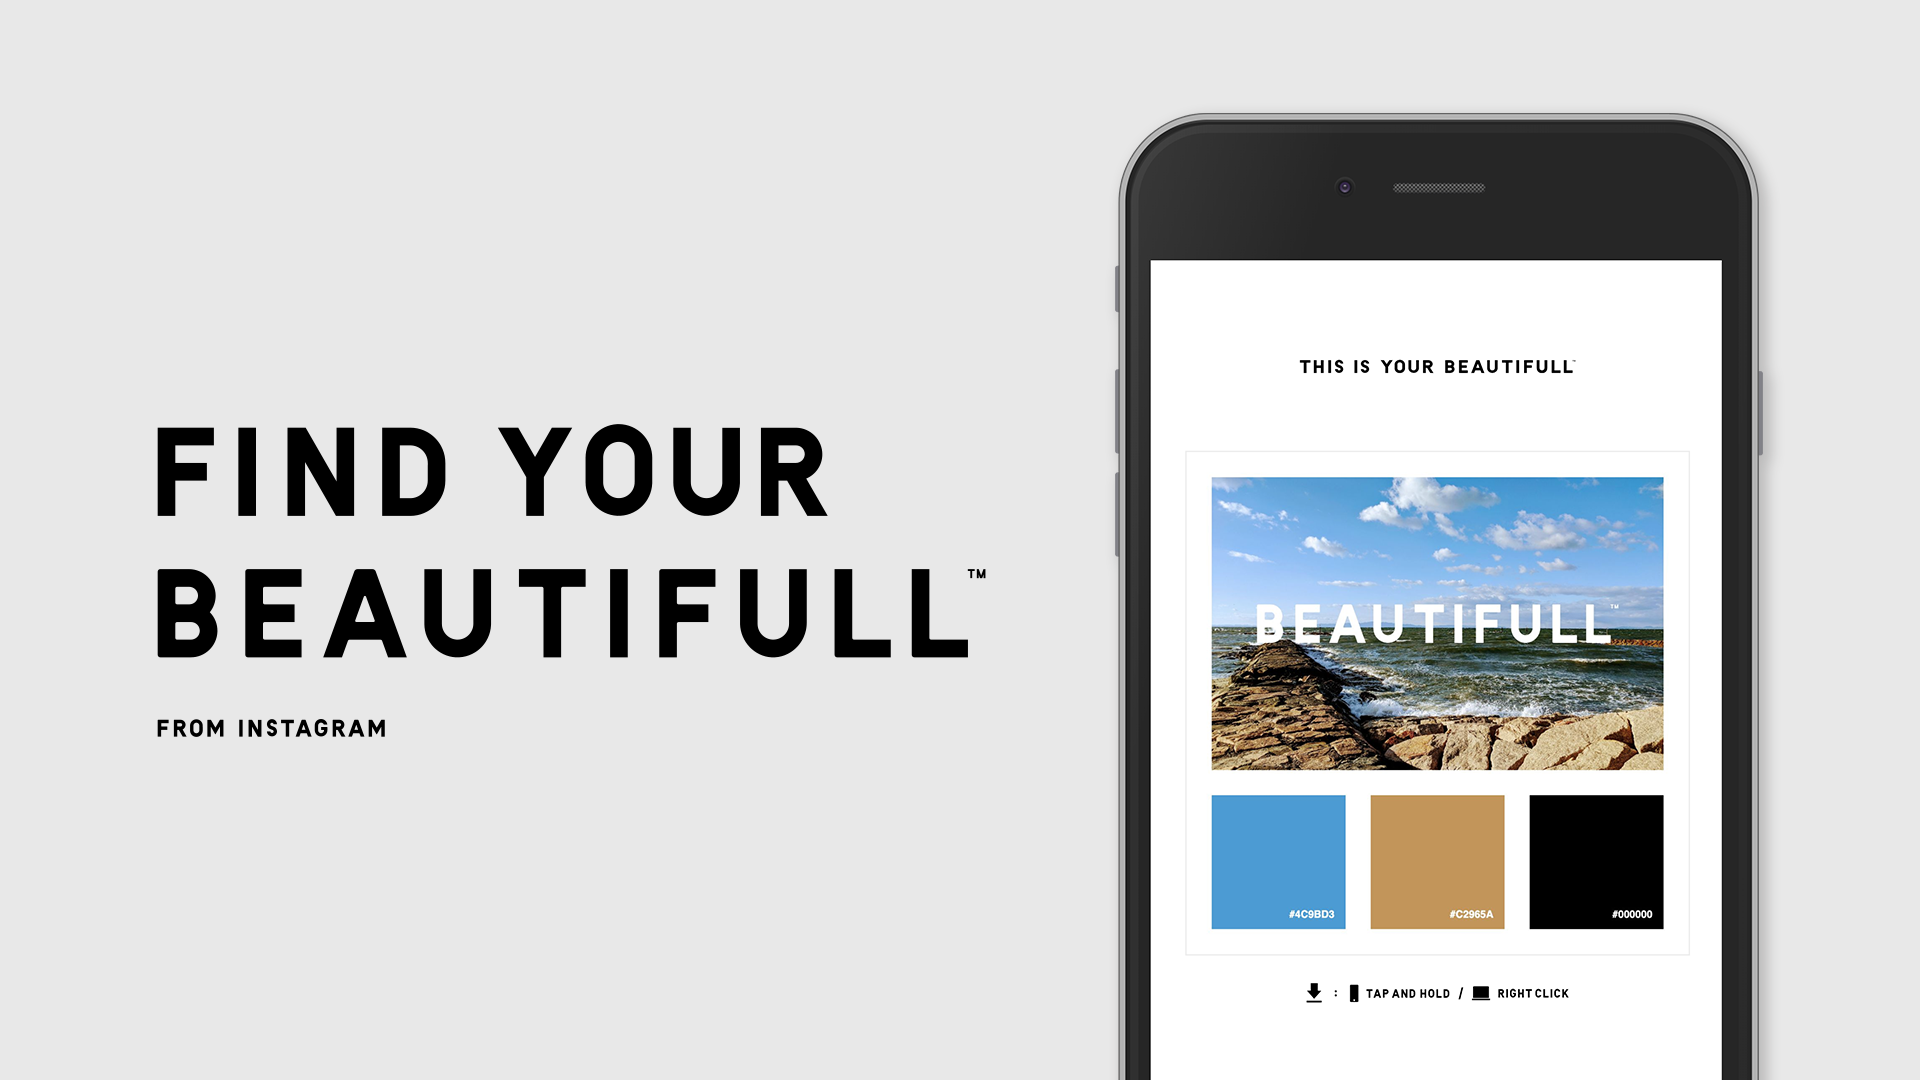 FIND YOUR
BEAUTIFULL™
FROM INSTAGRAM
THIS IS YOUR BEAUTIFULL™
BEAUTIFULL™
#4C9BD3
#C2965A
#000000
: TAP AND HOLD / RIGHT CLICK